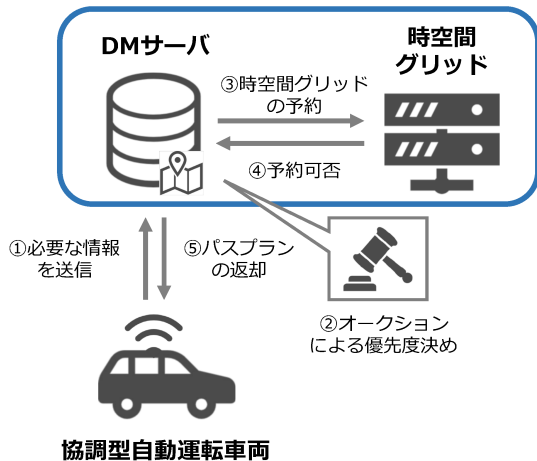 DMサーバ
時空間
グリッド
③時空間グリッド
の予約
④予約可否
①必要な情報
を送信
⑤パスプラン
の返却
②オークション
による優先度決め
協調型自動運転車両